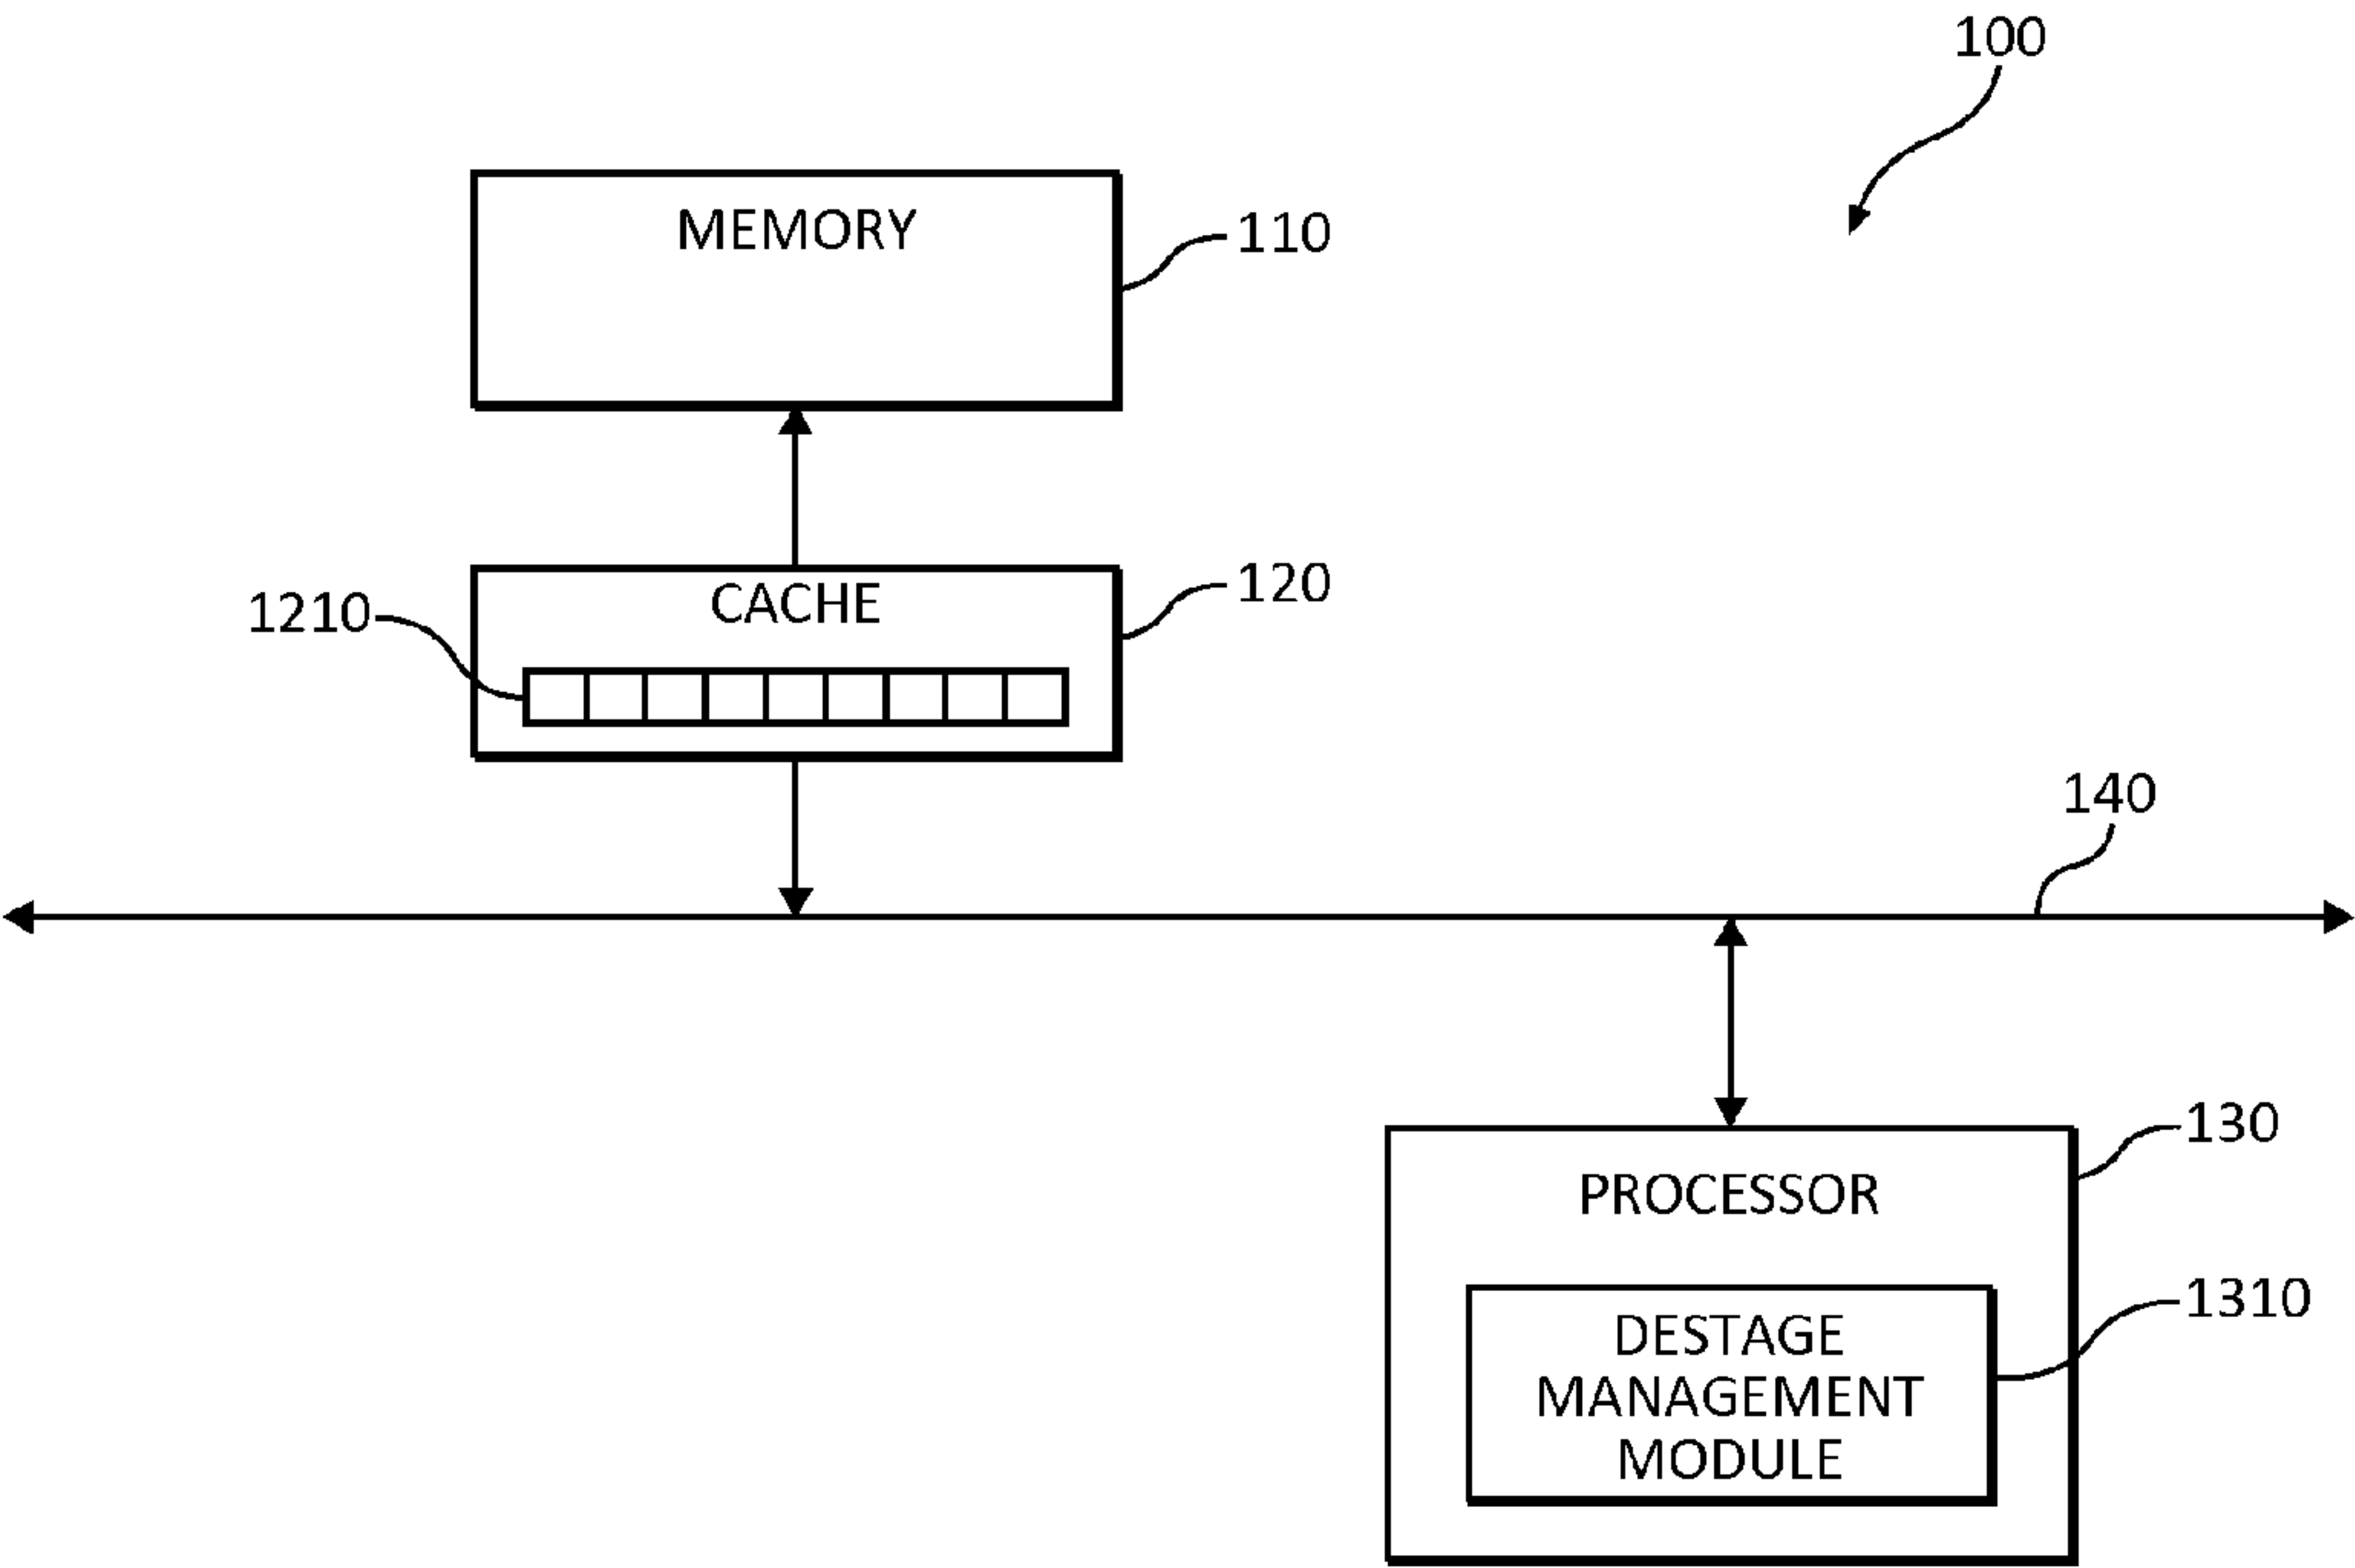 100
MEMORY
110
CACHE
120
1210
140
130
PROCESSOR
1310
DESTAGE
MANAGEMENT
MODULE